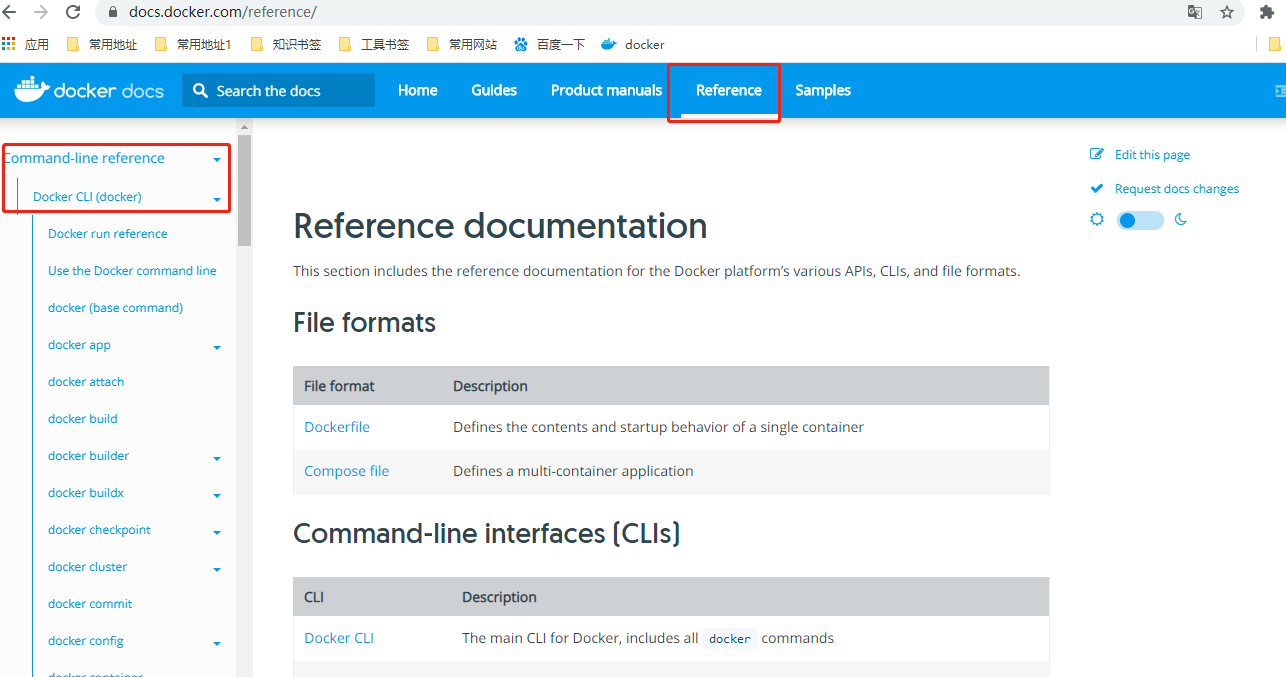 docs.docker.com/reference/
应用 常用地址 常用地址1 知识书签 工具书签 常用网站 百度一下 docker
docker docs Search the docs Home Guides Product manuals Reference Samples
Command-line reference
Docker CLI (docker)
Docker run reference
Use the Docker command line
docker (base command)
docker app
docker attach
docker build
docker builder
docker buildx
docker checkpoint
docker cluster
docker commit
docker config
docker container
Reference documentation
This section includes the reference documentation for the Docker platform’s various APIs, CLIs, and file formats.
File formats
File format Description
Dockerfile Defines the contents and startup behavior of a single container
Compose file Defines a multi-container application
Command-line interfaces (CLIs)
CLI Description
Docker CLI The main CLI for Docker, includes all docker commands
Edit this page
Request docs changes